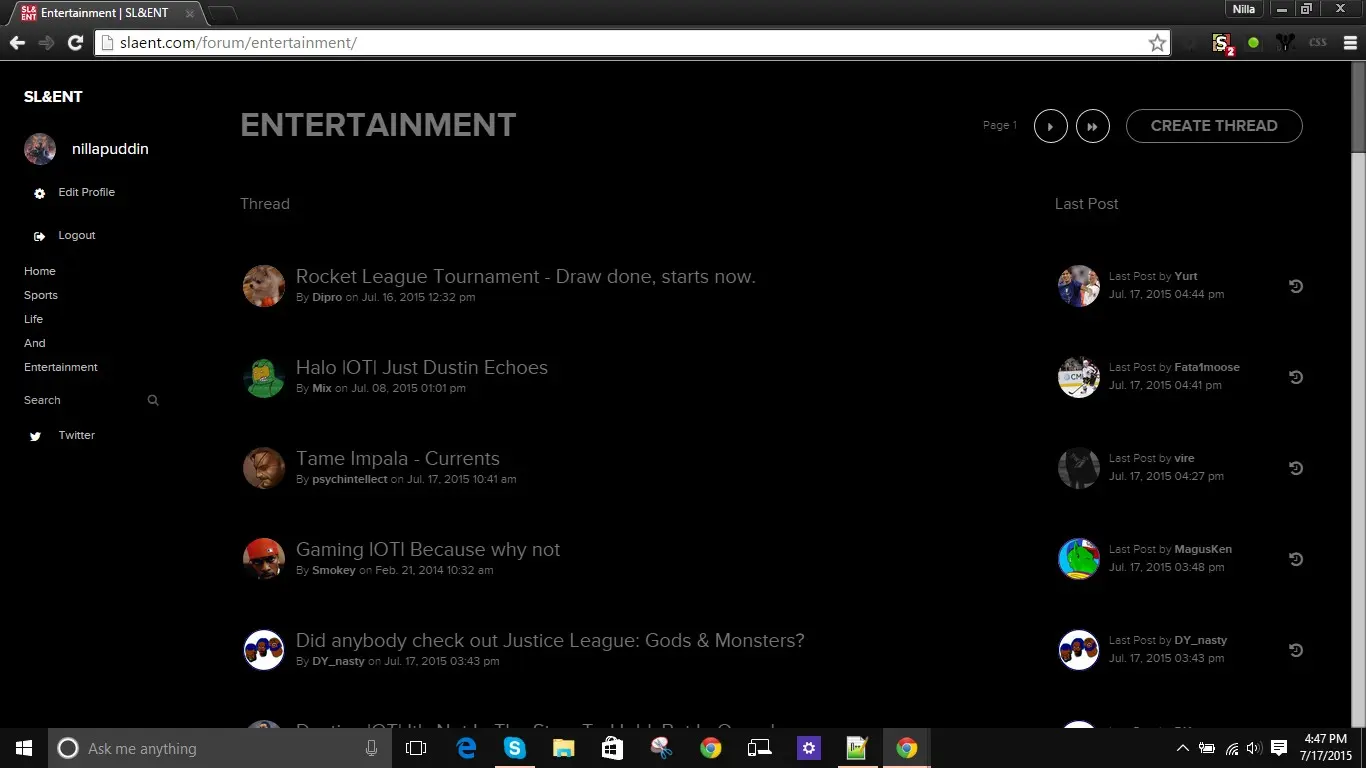 Entertainment | SL&ENT
Nilla
slaent.com/forum/entertainment/
2
css
SL&ENT
nillapuddin
Edit Profile
Logout
Home
Sports
Life
And
Entertainment
Search
Twitter
ENTERTAINMENT
Page 1
CREATE THREAD
Thread
Last Post
Rocket League Tournament - Draw done, starts now.
By Dipro on Jul. 16, 2015 12:32 pm
Last Post by Yurt
Jul. 17, 2015 04:44 pm
Halo |OT| Just Dustin Echoes
By Mix on Jul. 08, 2015 01:01 pm
Last Post by Fata1moose
Jul. 17, 2015 04:41 pm
Tame Impala - Currents
By psychintellect on Jul. 17, 2015 10:41 am
Last Post by vire
Jul. 17, 2015 04:27 pm
Gaming |OT| Because why not
By Smokey on Feb. 21, 2014 10:32 am
Last Post by MagusKen
Jul. 17, 2015 03:48 pm
Did anybody check out Justice League: Gods & Monsters?
By DY_nasty on Jul. 17, 2015 03:43 pm
Last Post by DY_nasty
Jul. 17, 2015 03:43 pm
Ask me anything
4:47 PM
7/17/2015